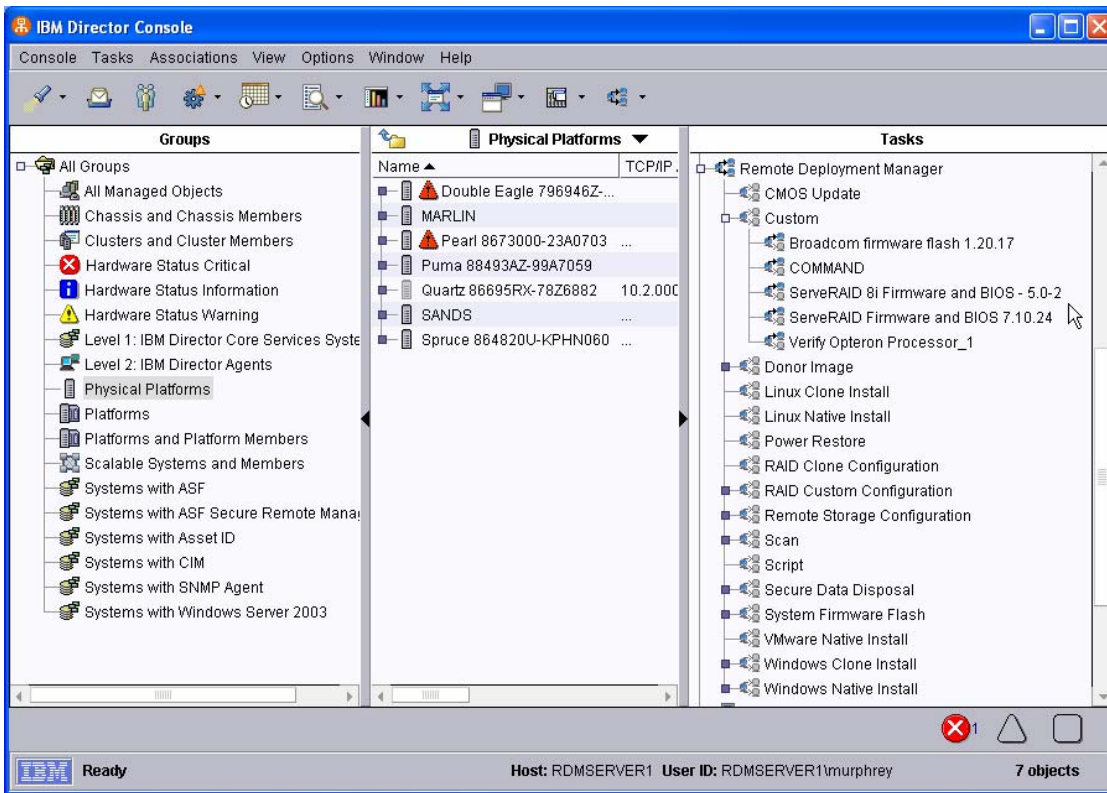 IBM Director Console
Console Tasks Associations View Options Window Help
Groups
All Groups
All Managed Objects
Chassis and Chassis Members
Clusters and Cluster Members
Hardware Status Critical
Hardware Status Information
Hardware Status Warning
Level 1: IBM Director Core Services Syste
Level 2: IBM Director Agents
Physical Platforms
Platforms
Platforms and Platform Members
Scalable Systems and Members
Systems with ASF
Systems with ASF Secure Remote Mana
Systems with Asset ID
Systems with CIM
Systems with SNMP Agent
Systems with Windows Server 2003
Physical Platforms
Name TCP/IP .
Double Eagle 796946Z-...
MARLIN
Pearl 8673000-23A0703 ...
Puma 88493AZ-99A7059
Quartz 86695RX-78Z6882 10.2.000
SANDS ...
Spruce 864820U-KPHN060 ...
Tasks
Remote Deployment Manager
CMOS Update
Custom
Broadcom firmware flash 1.20.17
COMMAND
ServeRAID 8i Firmware and BIOS - 5.0-2
ServeRAID Firmware and BIOS 7.10.24
Verify Opteron Processor_1
Donor Image
Linux Clone Install
Linux Native Install
Power Restore
RAID Clone Configuration
RAID Custom Configuration
Remote Storage Configuration
Scan
Script
Secure Data Disposal
System Firmware Flash
VMware Native Install
Windows Clone Install
Windows Native Install
1
IBM Ready Host: RDMSERVER1 User ID: RDMSERVER1\murphrey 7 objects